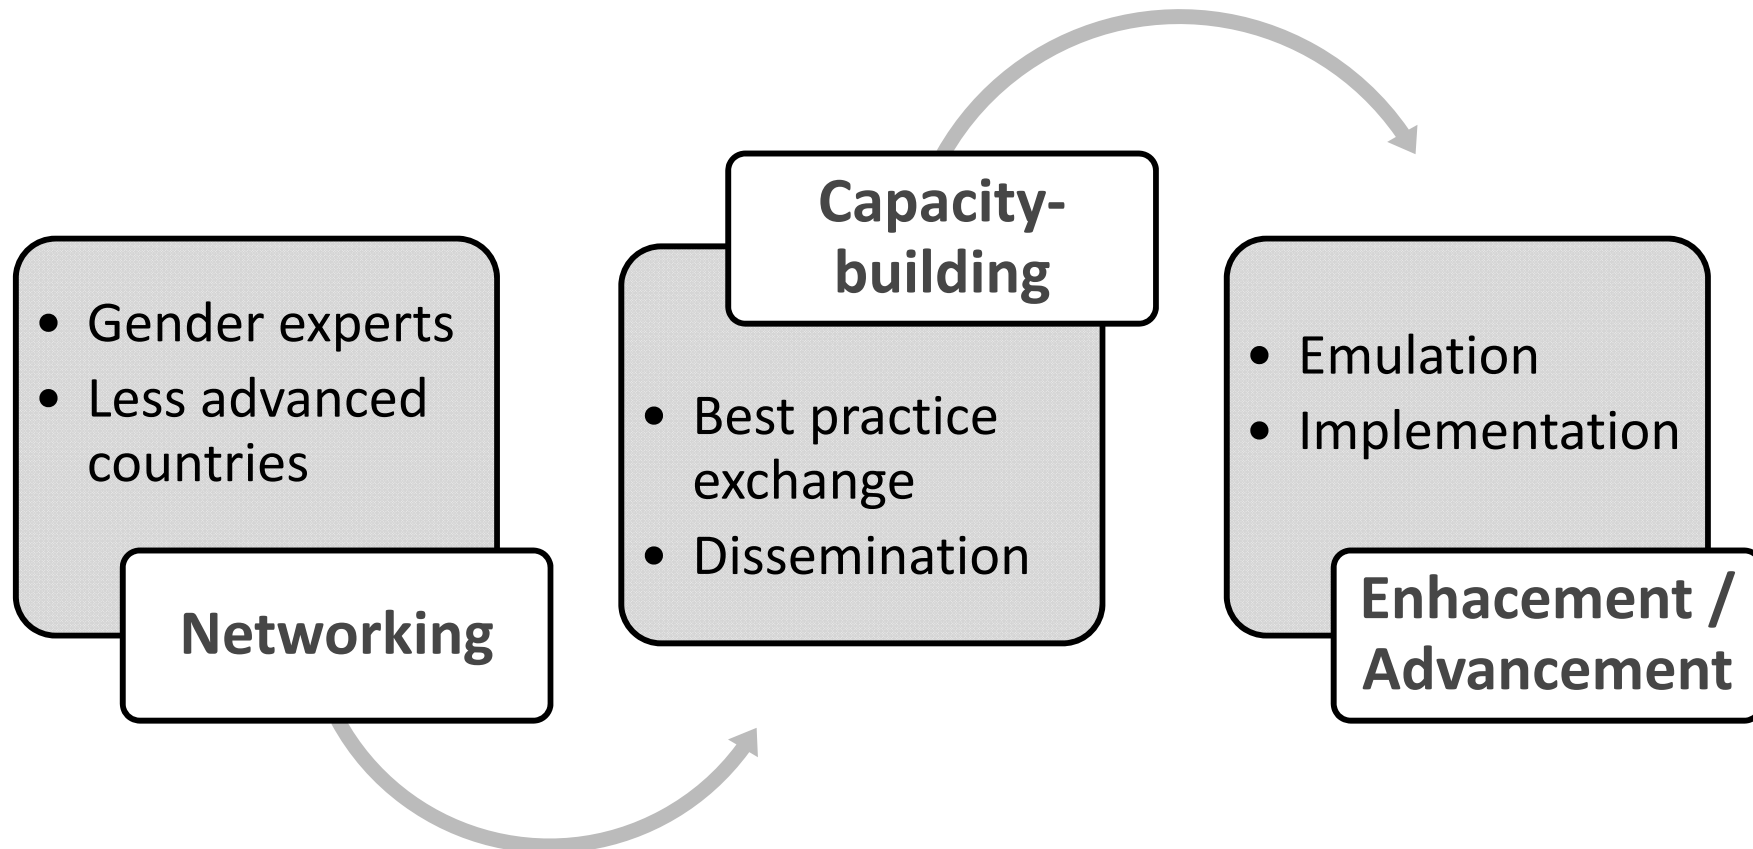 • Gender experts
• Less advanced
countries
Networking
Capacity-
building
• Best practice
exchange
• Dissemination
• Emulation
• Implementation
Enhacement /
Advancement